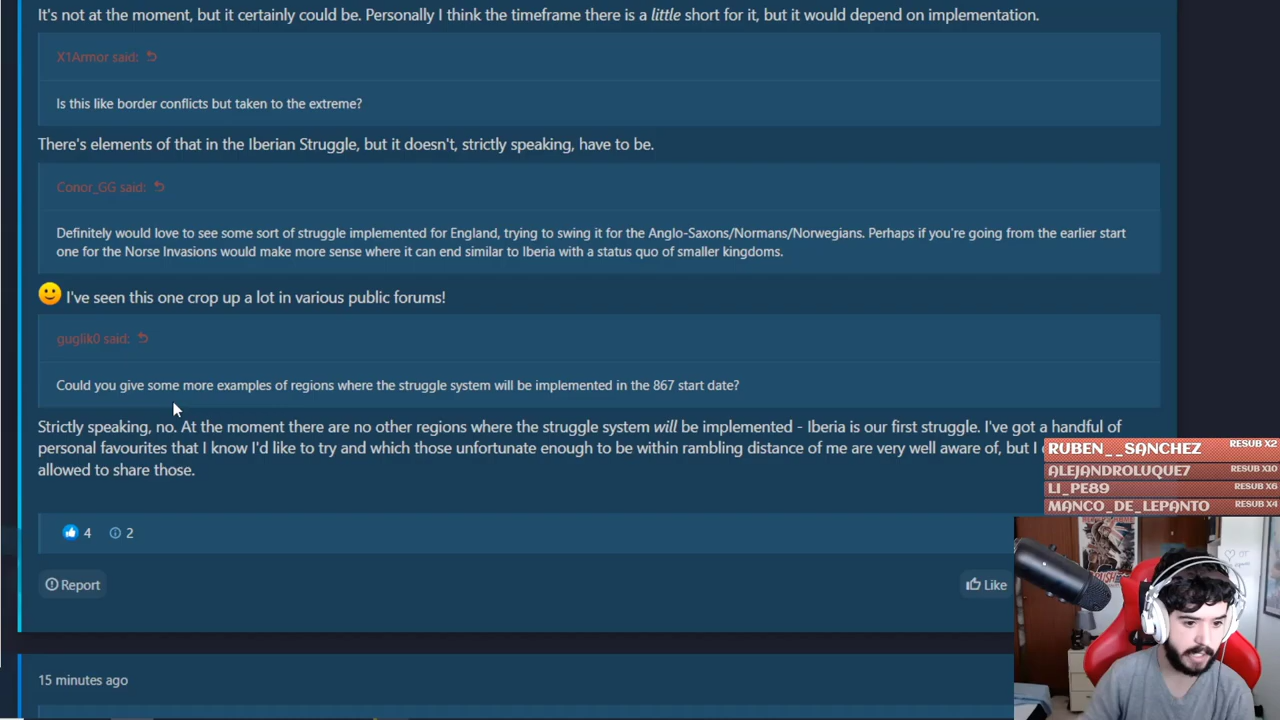 It's not at the moment, but it certainly could be. Personally I think the timeframe there is a little short for it, but it would depend on implementation.
X1Armor said:
Is this like border conflicts but taken to the extreme?
There's elements of that in the Iberian Struggle, but it doesn't, strictly speaking, have to be.
Conor_GG said:
Definitely would love to see some sort of struggle implemented for England, trying to swing it for the Anglo-Saxons/Normans/Norwegians. Perhaps if you're going from the earlier start
one for the Norse Invasions would make more sense where it can end similar to Iberia with a status quo of smaller kingdoms.
I've seen this one crop up a lot in various public forums!
guglik0 said:
Could you give some more examples of regions where the struggle system will be implemented in the 867 start date?
Strictly speaking, no. At the moment there are no other regions where the struggle system will be implemented - Iberia is our first struggle. I've got a handful of
personal favourites that I know I'd like to try and which those unfortunate enough to be within rambling distance of me are very well aware of, but I
allowed to share those.
RUBEN__SANCHEZ RESUB X2
ALEJANDROLUQUE7 RESUB X10
LI_PE89 RESUB X6
MANCO_DE_LEPANTO RESUB X4
4 2
Report
Like
15 minutes ago